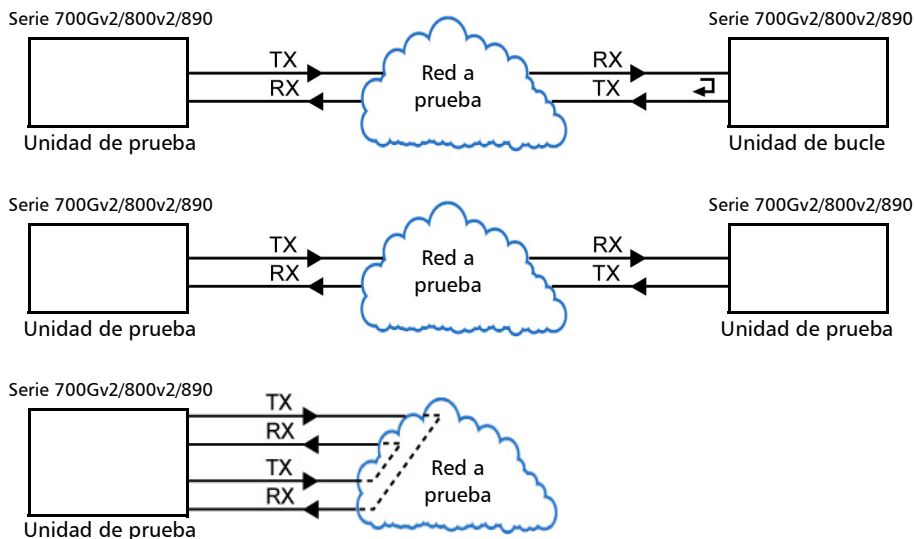 Serie 700Gv2/800v2/890
Serie 700Gv2/800v2/890
TX
RX
Red a
prueba
RX
TX
Unidad de prueba
Unidad de bucle
Serie 700Gv2/800v2/890
Serie 700Gv2/800v2/890
TX
RX
Red a
prueba
RX
TX
Unidad de prueba
Unidad de prueba
Serie 700Gv2/800v2/890
TX
RX
TX
RX
Red a
prueba
Unidad de prueba